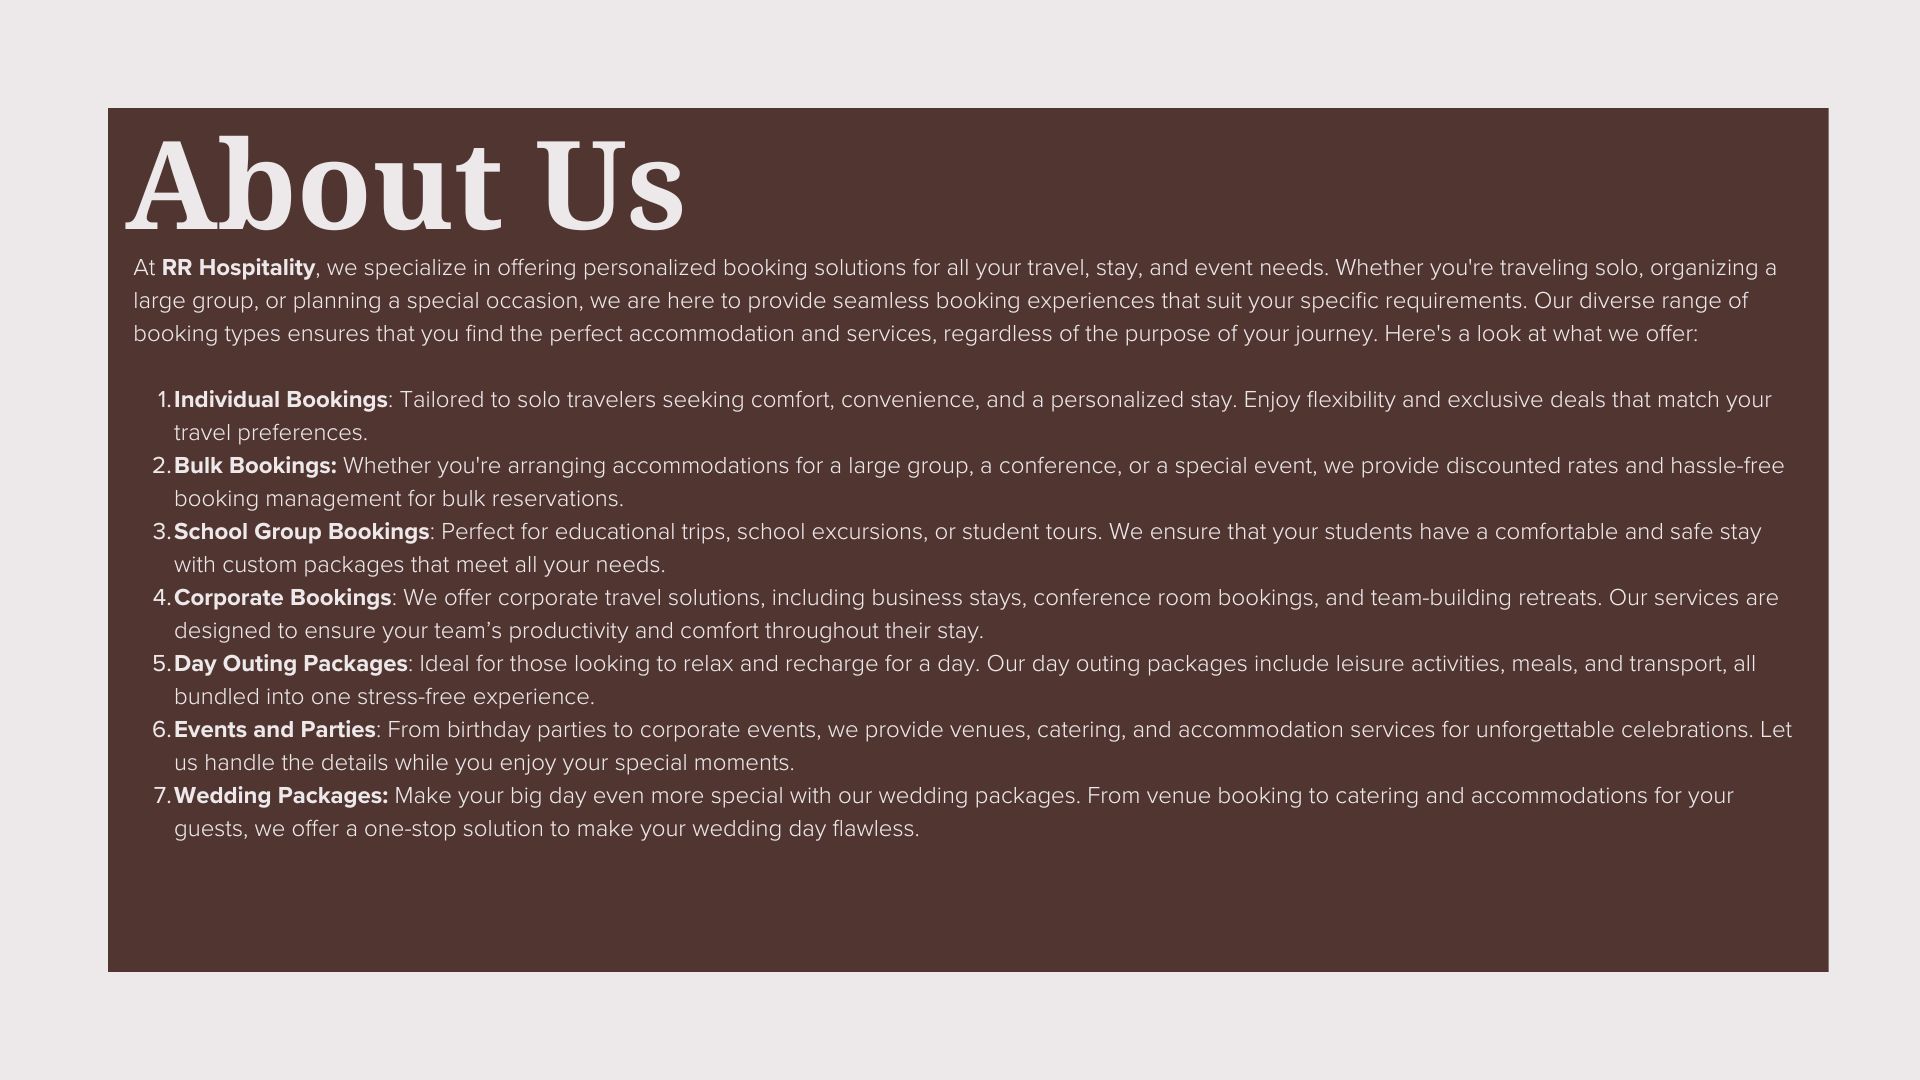 About Us
At RR Hospitality, we specialize in offering personalized booking solutions for all your travel, stay, and event needs. Whether you're traveling solo, organizing a
large group, or planning a special occasion, we are here to provide seamless booking experiences that suit your specific requirements. Our diverse range of
booking types ensures that you find the perfect accommodation and services, regardless of the purpose of your journey. Here's a look at what we offer:
1. Individual Bookings: Tailored to solo travelers seeking comfort, convenience, and a personalized stay. Enjoy flexibility and exclusive deals that match your
travel preferences.
2. Bulk Bookings: Whether you're arranging accommodations for a large group, a conference, or a special event, we provide discounted rates and hassle-free
booking management for bulk reservations.
3. School Group Bookings: Perfect for educational trips, school excursions, or student tours. We ensure that your students have a comfortable and safe stay
with custom packages that meet all your needs.
4. Corporate Bookings: We offer corporate travel solutions, including business stays, conference room bookings, and team-building retreats. Our services are
designed to ensure your team’s productivity and comfort throughout their stay.
5. Day Outing Packages: Ideal for those looking to relax and recharge for a day. Our day outing packages include leisure activities, meals, and transport, all
bundled into one stress-free experience.
6. Events and Parties: From birthday parties to corporate events, we provide venues, catering, and accommodation services for unforgettable celebrations. Let
us handle the details while you enjoy your special moments.
7. Wedding Packages: Make your big day even more special with our wedding packages. From venue booking to catering and accommodations for your
guests, we offer a one-stop solution to make your wedding day flawless.